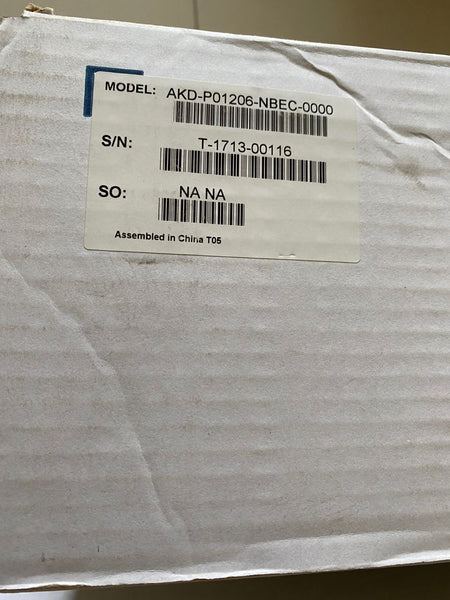 MODEL: AKD-P01206-NBEC-0000
S/N: T-1713-00116
SO: NA NA
Assembled in China T05